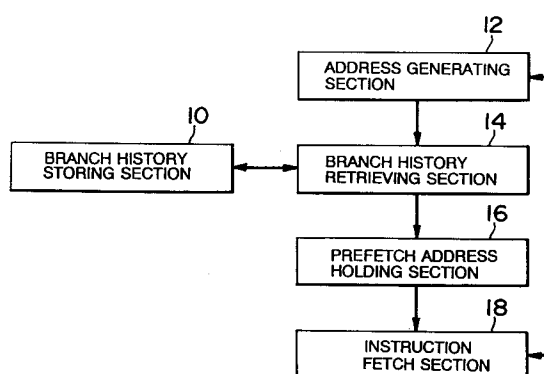 12
ADDRESS GENERATING
SECTION
10
14
BRANCH HISTORY
STORING SECTION
BRANCH HISTORY
RETRIEVING SECTION
16
PREFETCH ADDRESS
HOLDING SECTION
18
INSTRUCTION
FETCH SECTION